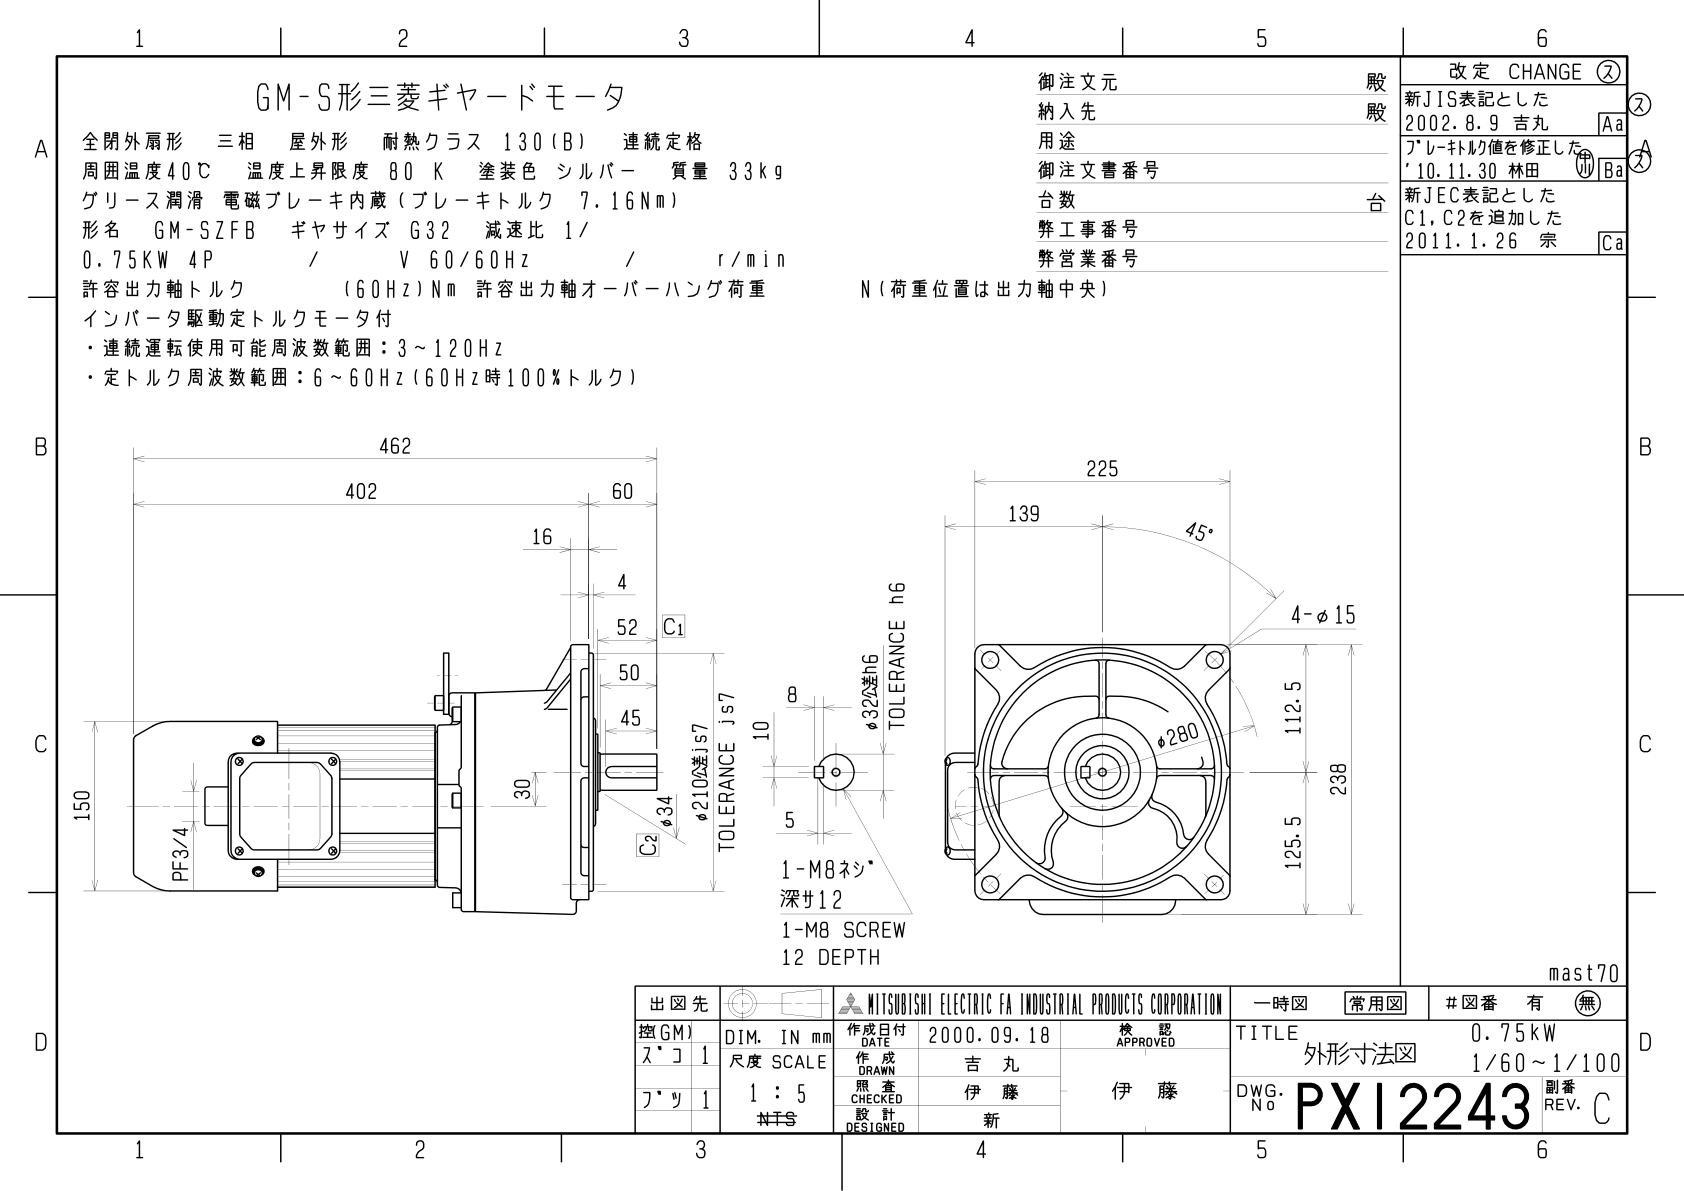 1 2 3 4 5 6
GM-S形三菱ギヤードモータ
全閉外扇形 三相 屋外形 耐熱クラス 130(B) 連続定格
周囲温度40℃ 温度上昇限度 80 K 塗装色 シルバー 質量 33kg
グリース潤滑 電磁ブレーキ内蔵(ブレーキトルク 7.16Nm)
形名 GM-SZFB ギヤサイズ G32 減速比 1/
0.75KW 4P / V 60/60Hz / r/min
許容出力軸トルク (60Hz)Nm 許容出力軸オーバーハング荷重 N(荷重位置は出力軸中央)
インバータ駆動定トルクモータ付
・連続運転使用可能周波数範囲：3~120Hz
・定トルク周波数範囲：6~60Hz(60Hz時100%トルク)
御注文元 殿
納入先 殿
用途
御注文書番号
台数 台
弊工事番号
弊営業番号
改定 CHANGE ス
新JIS表記とした ス
2002.8.9 吉丸 Aa
ブレーキトルク値を修正した
'10.11.30 林田 Ba ス
新JEC表記とした
C1,C2を追加した
2011.1.26 宗 Ca
A A
B B
C C
D D
462
402 60
16
4
52 C1
50
45
30
150
PF3/4
φ34
C2
φ210公差js7
TOLERANCE js7
8
10
5
φ32公差h6
TOLERANCE h6
1-M8ネジ
深サ12
1-M8 SCREW
12 DEPTH
225
139
45°
4-φ15
φ280
112.5
125.5
238
mast70
出図先
控(GM)
スコ 1
ブツ 1
DIM. IN mm
尺度 SCALE
1 : 5
NTS
MITSUBISHI ELECTRIC FA INDUSTRIAL PRODUCTS CORPORATION
作成日付 DATE 2000.09.18
作成 DRAWN 吉丸
照査 CHECKED 伊藤
設計 DESIGNED 新
検認 APPROVED
伊藤
一時図 常用図 #図番 有 無
TITLE 0.75kW
外形寸法図 1/60~1/100
DWG. No PX12243 副番 REV. C
1 2 3 4 5 6